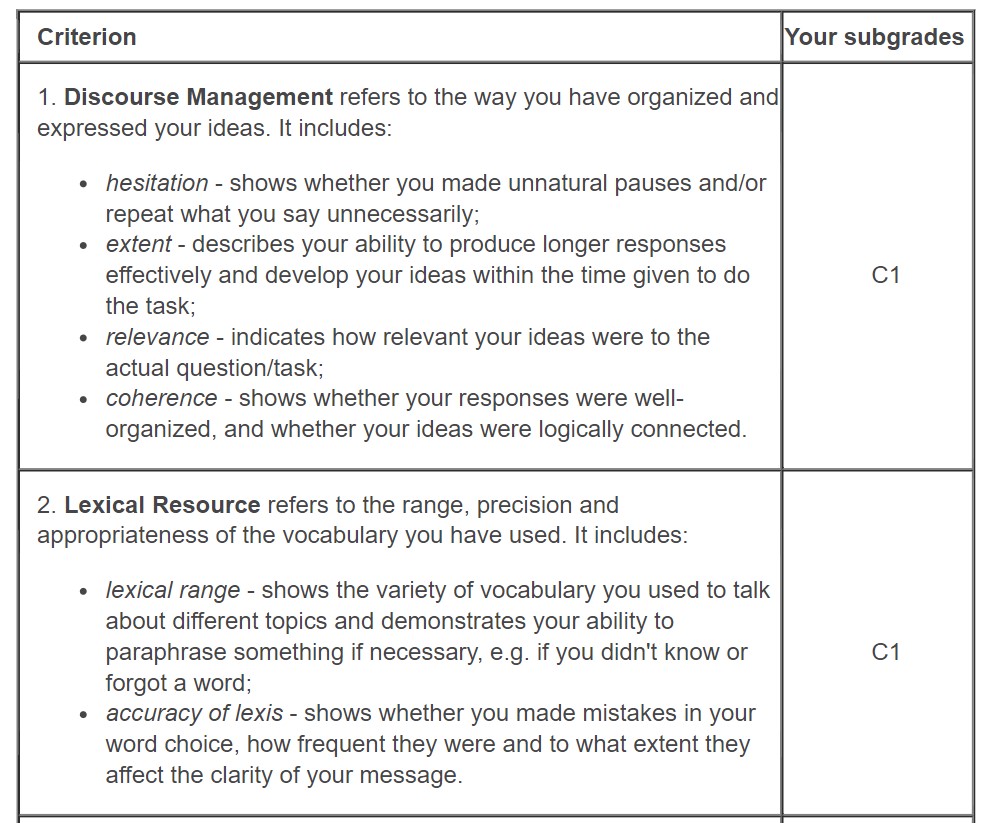 Criterion
Your subgrades
1. Discourse Management refers to the way you have organized and
expressed your ideas. It includes:
• hesitation - shows whether you made unnatural pauses and/or
repeat what you say unnecessarily;
• extent - describes your ability to produce longer responses
effectively and develop your ideas within the time given to do
the task;
• relevance - indicates how relevant your ideas were to the
actual question/task;
• coherence - shows whether your responses were well-
organized, and whether your ideas were logically connected.
C1
2. Lexical Resource refers to the range, precision and
appropriateness of the vocabulary you have used. It includes:
• lexical range - shows the variety of vocabulary you used to talk
about different topics and demonstrates your ability to
paraphrase something if necessary, e.g. if you didn't know or
forgot a word;
• accuracy of lexis - shows whether you made mistakes in your
word choice, how frequent they were and to what extent they
affect the clarity of your message.
C1